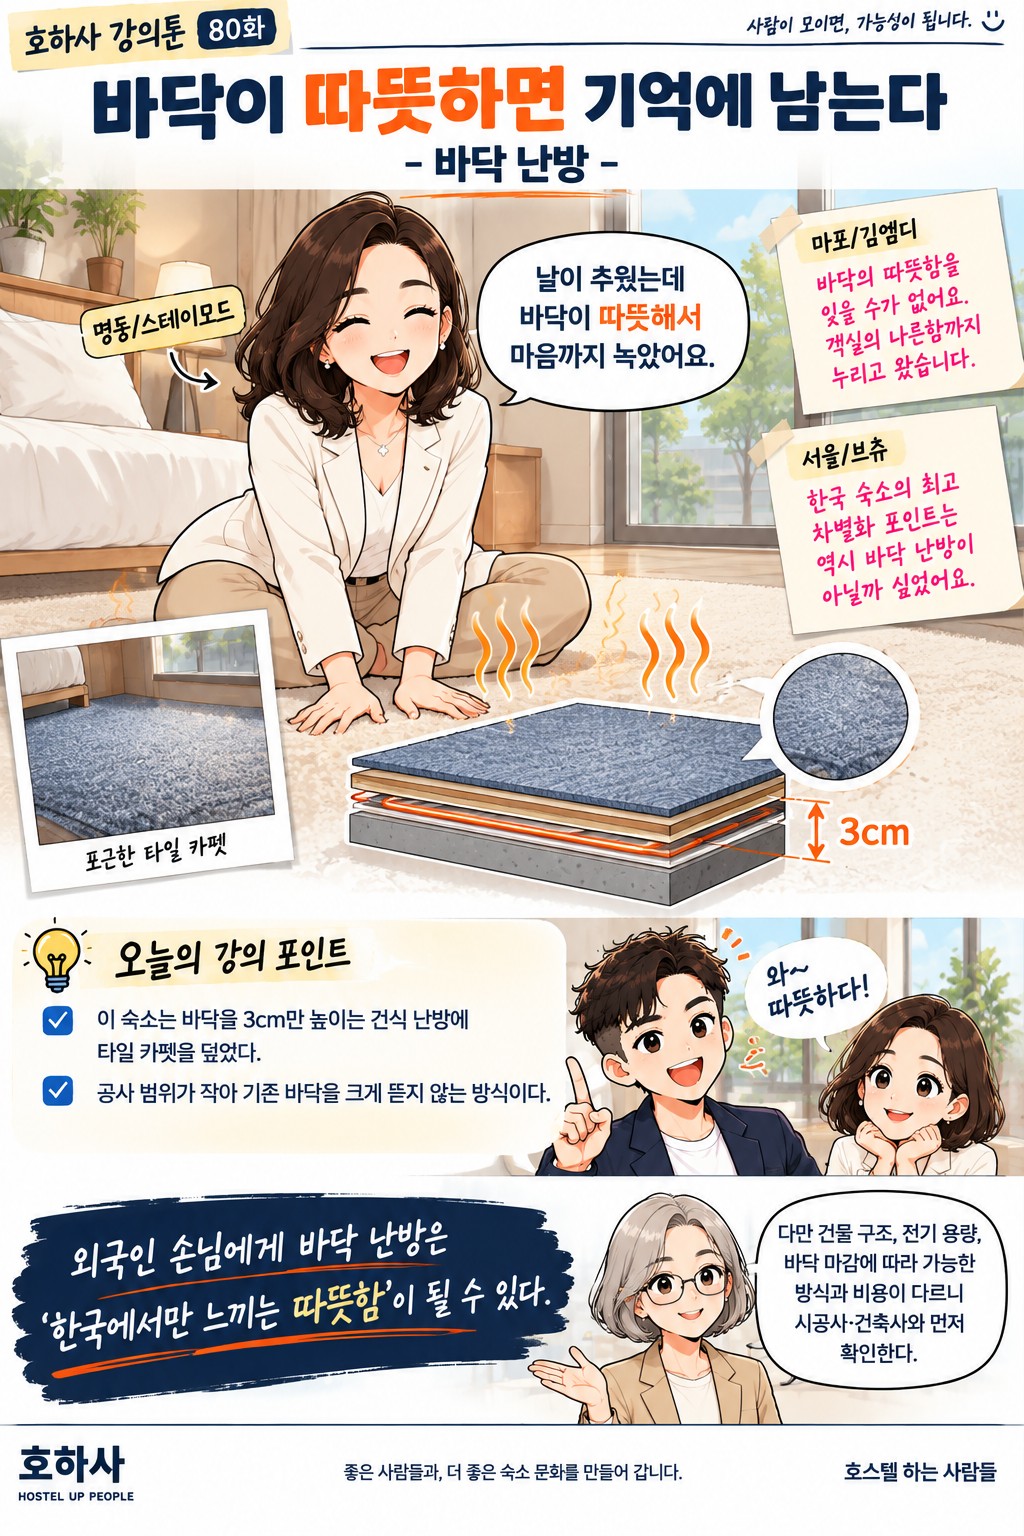 호하사 강의툰 80화
사람이 모이면, 가능성이 됩니다.
바닥이 따뜻하면 기억에 남는다
- 바닥 난방 -
명동/스테이모드
날이 추웠는데
바닥이 따뜻해서
마음까지 녹았어요.
마포/김엠디
바닥의 따뜻함을
잊을 수가 없어요.
객실의 나른함까지
누리고 왔습니다.
서울/브쥬
한국 숙소의 최고
차별화 포인트는
역시 바닥 난방이
아닐까 싶었어요.
포근한 타일 카펫
3cm
오늘의 강의 포인트
이 숙소는 바닥을 3cm만 높이는 건식 난방에
타일 카펫을 덮었다.
공사 범위가 작아 기존 바닥을 크게 뜯지 않는 방식이다.
와~
따뜻하다!
외국인 손님에게 바닥 난방은
'한국에서만 느끼는 따뜻함'이 될 수 있다.
다만 건물 구조, 전기 용량,
바닥 마감에 따라 가능한
방식과 비용이 다르니
시공사·건축사와 먼저
확인한다.
호하사
HOSTEL UP PEOPLE
좋은 사람들과, 더 좋은 숙소 문화를 만들어 갑니다.
호스텔 하는 사람들